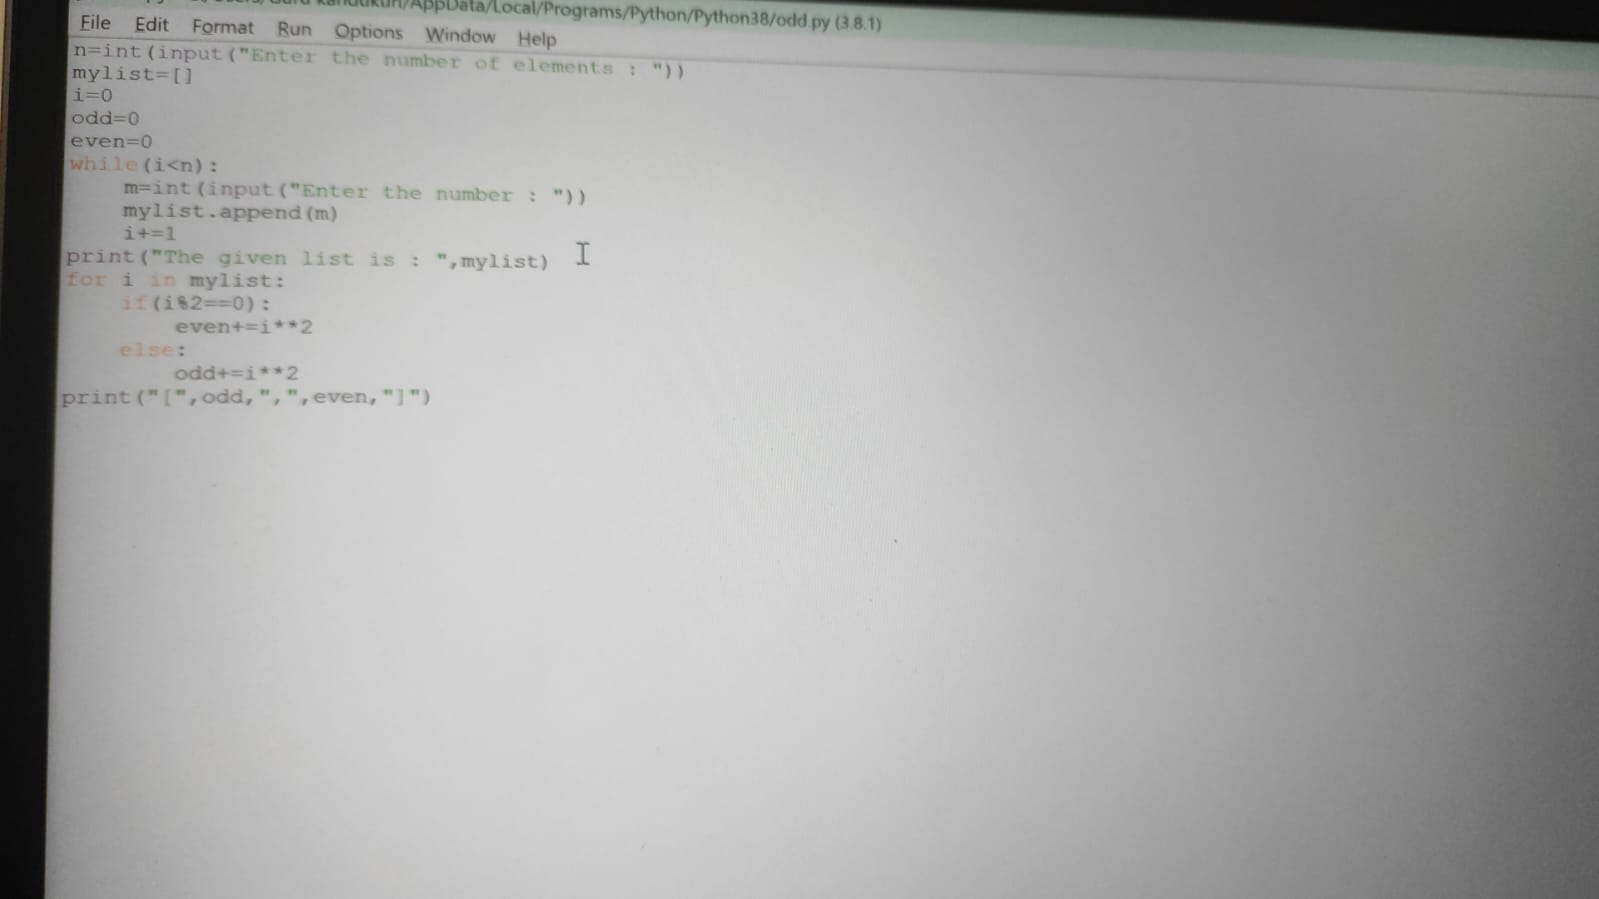 AppData/Local/Programs/Python/Python38/odd.py (3.8.1)
File Edit Format Run Options Window Help
n=int(input("Enter the number of elements : "))
mylist=[]
i=0
odd=0
even=0
while(i<n):
    m=int(input("Enter the number : "))
    mylist.append(m)
    i+=1
print("The given list is : ",mylist)
for i in mylist:
    if(i%2==0):
        even+=i**2
    else:
        odd+=i**2
print("[",odd,",",even,"]")